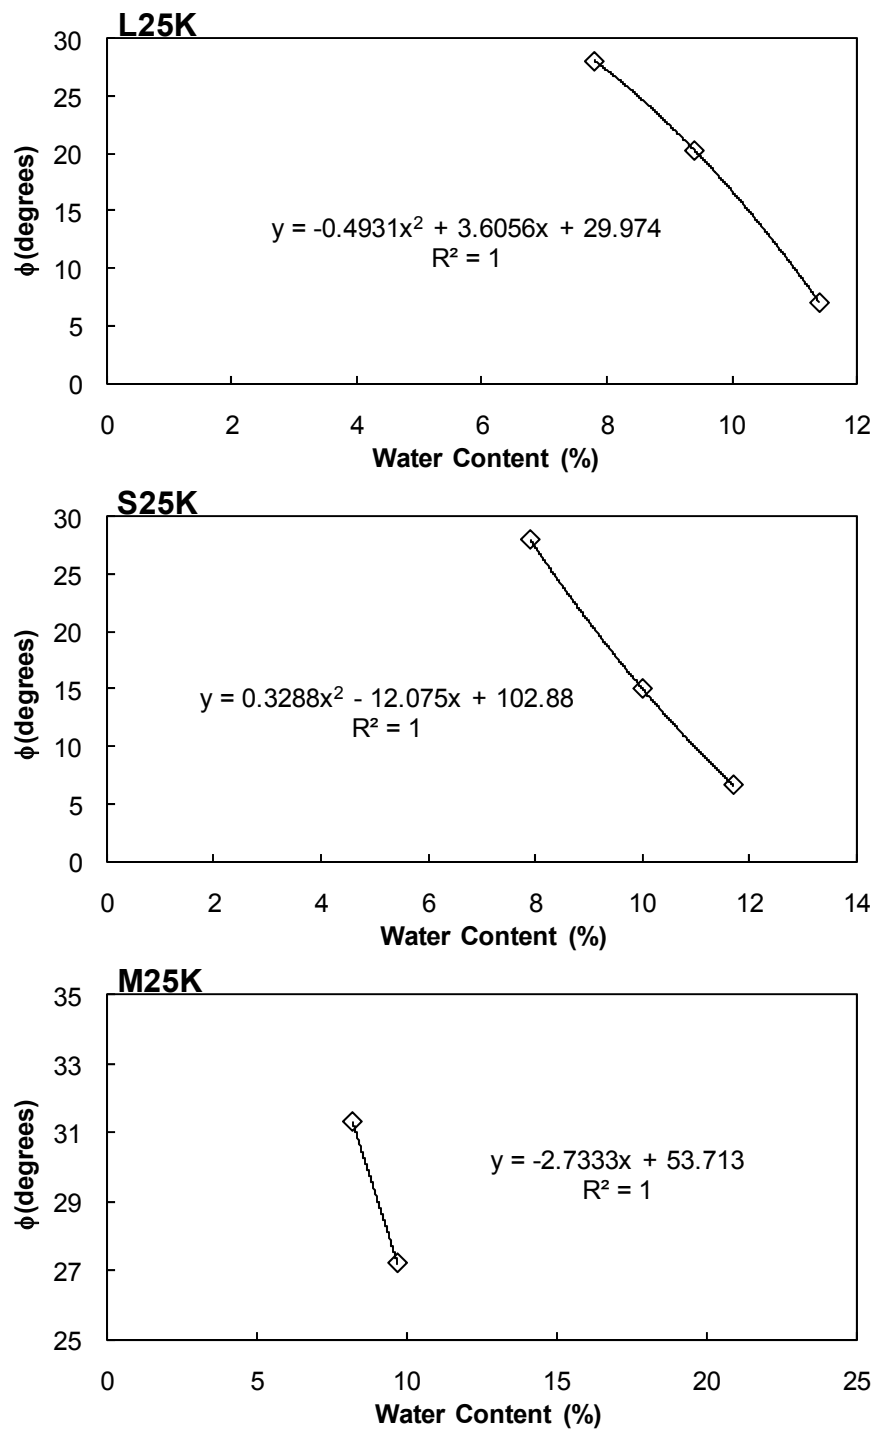 L25K
30
25
20
15
10
5
0
ϕ(degrees)
y = -0.4931x² + 3.6056x + 29.974
R² = 1
0 2 4 6 8 10 12
Water Content (%)
S25K
30
25
20
15
10
5
0
ϕ(degrees)
y = 0.3288x² - 12.075x + 102.88
R² = 1
0 2 4 6 8 10 12 14
Water Content (%)
M25K
35
33
31
29
27
25
ϕ(degrees)
y = -2.7333x + 53.713
R² = 1
0 5 10 15 20 25
Water Content (%)